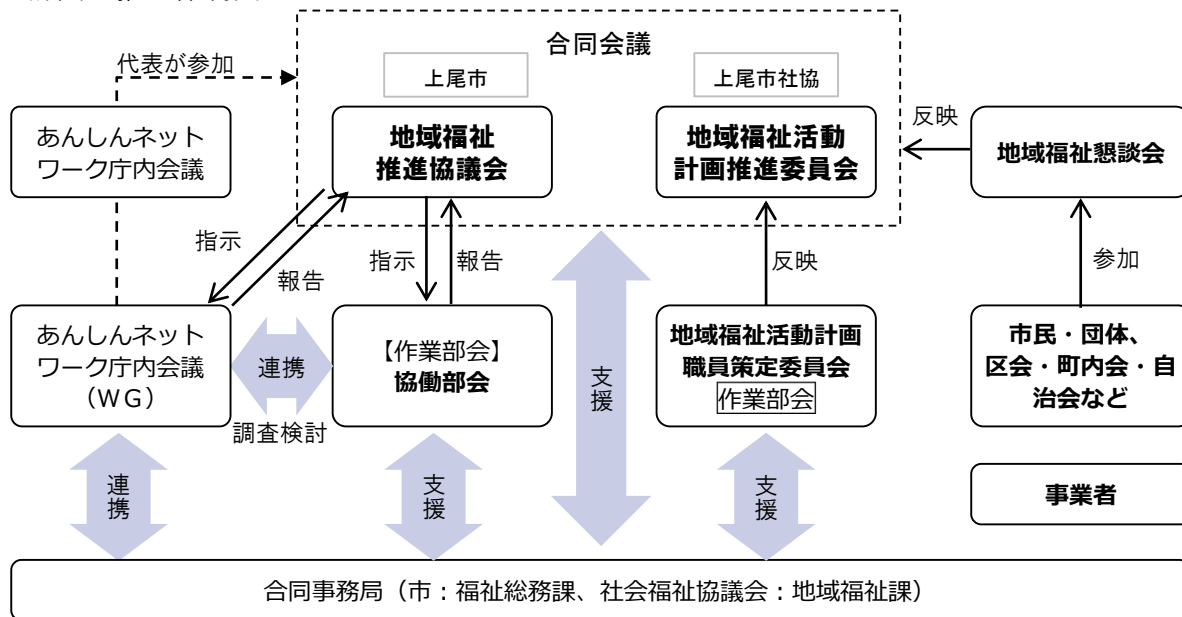 合同会議
代表が参加
上尾市
上尾市社協
あんしんネット
ワーク庁内会議
地域福祉
推進協議会
地域福祉活動
計画推進委員会
反映
地域福祉懇談会
指示
報告
指示
報告
反映
参加
あんしんネット
ワーク庁内会議
(WG)
連携
調査検討
【作業部会】
協働部会
支援
地域福祉活動計画
職員策定委員会
作業部会
市民・団体、
区会・町内会・自
治会など
連携
支援
支援
事業者
合同事務局（市：福祉総務課、社会福祉協議会：地域福祉課）